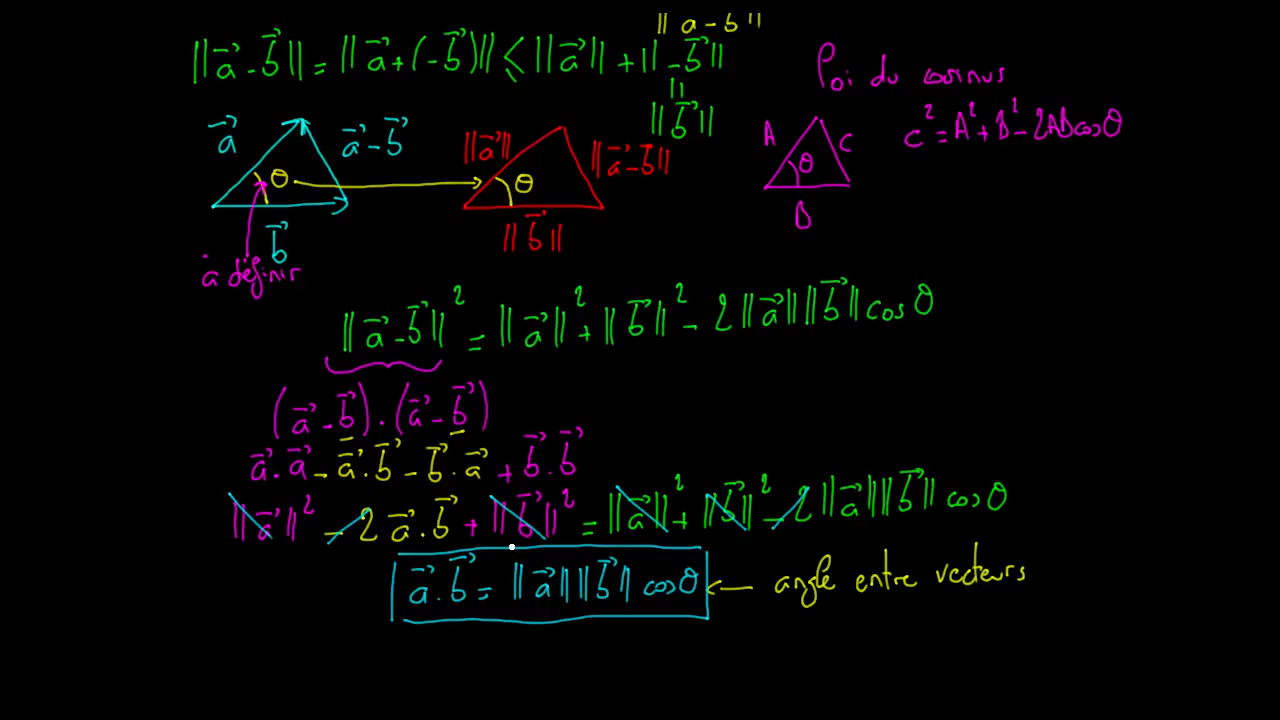 ||a⃗ - b⃗|| = ||a⃗ + (-b⃗)|| ≤ ||a⃗|| + ||-b⃗||
||a - b⃗||
||
||b⃗||
Loi du cosinus
c² = A² + B² - 2AB cos θ
A C
θ
B
a⃗ a⃗ - b⃗
θ
b⃗
à définir
||a⃗|| ||a⃗ - b⃗||
θ
||b⃗||
||a⃗ - b⃗||² = ||a⃗||² + ||b⃗||² - 2||a⃗|| ||b⃗|| cos θ
(a⃗ - b⃗) . (a⃗ - b⃗)
a⃗ . a⃗ - a⃗ . b⃗ - b⃗ . a⃗ + b⃗ . b⃗
||a⃗||² - 2 a⃗ . b⃗ + ||b⃗||² = ||a⃗||² + ||b⃗||² - 2 ||a⃗|| ||b⃗|| cos θ
a⃗ . b⃗ = ||a⃗|| ||b⃗|| cos θ ← angle entre vecteurs